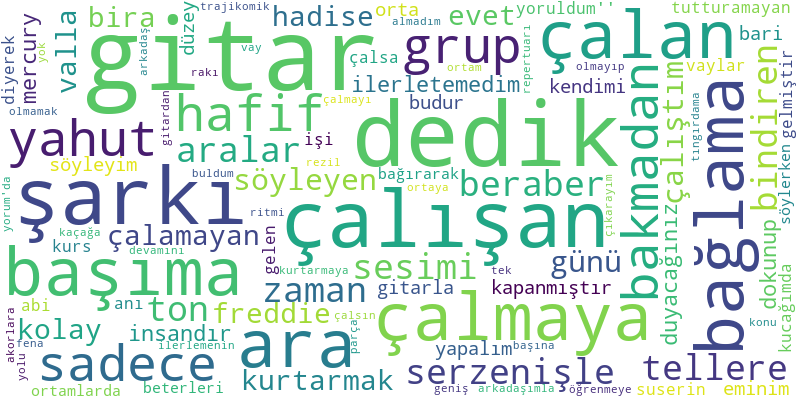 trajikomik
orta
yoruldum''
tutturamayan
bira
hadise
evet
almadım
çalan
diyerek
mercury
valla
arkadaş
düzey
gitar
çalsa
grup
ortam
repertuarı
olmayıp
bari
yok
vay
ilerletemedim
kendimi
vaylar
rakı
budur
çalmayı
olmamak
gitardan
hafif
dedik
bakmadan
çalıştım
bindiren
gelmiştir
tıngırdama
yahut
aralar
işi
söyleyim
buldum
rezil
söyleyen
bağırarak
beraber
bağlama
söylerken
yorum'da
şarkı
ritmi
ortaya
çalışan
çıkarayım
kaçağa
kurs
çalamayan
gelen
duyacağınız
dokunup
başıma
devamını
kurtarmaya
sesimi
tek
günü
kucağımda
zaman
gitarla
kapanmıştır
abi
anı
ton
freddie
çalsın
çalmaya
kolay
insandır
akorlara
yolu
fena
sadece
ilerlemenin
ara
parça
yapalım
başına
konu
serzenişle
tellere
ortamlarda
beterleri
kurtarmak
geniş
arkadaşımla
öğrenmeye
suserin
eminim